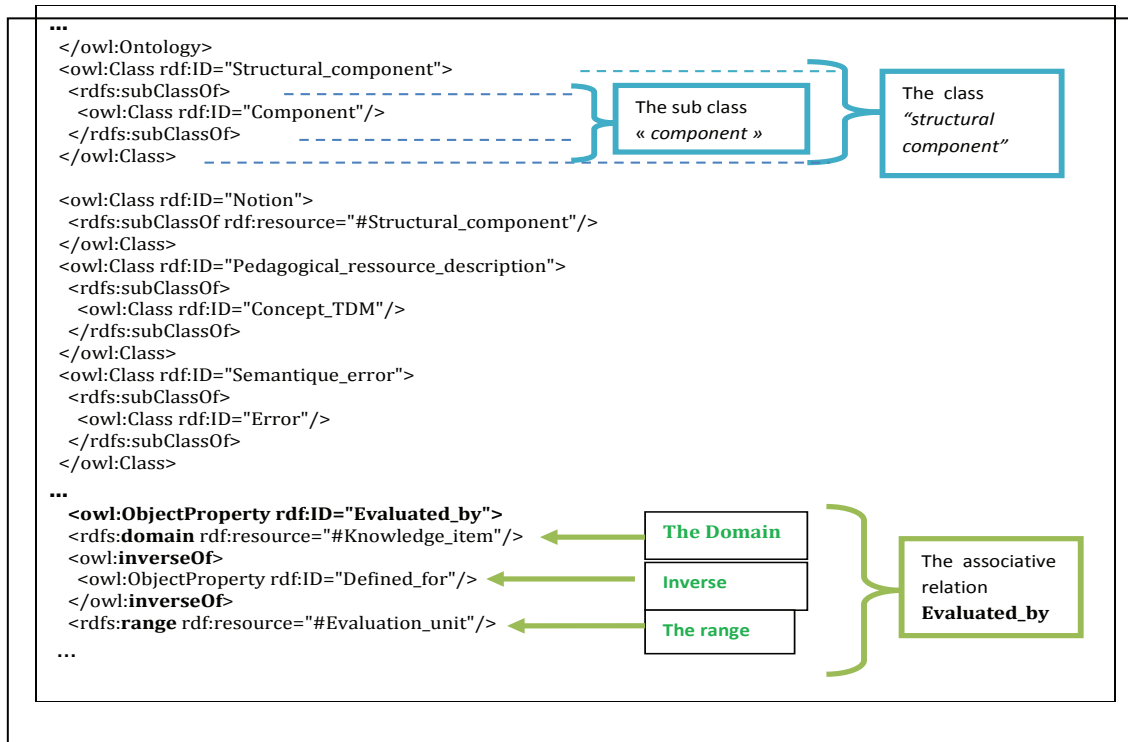 ...
</owl:Ontology>
<owl:Class rdf:ID="Structural_component">
<rdfs:subClassOf>
<owl:Class rdf:ID="Component"/>
</rdfs:subClassOf>
</owl:Class>
The sub class
« component »
The class
“structural
component”
<owl:Class rdf:ID="Notion">
<rdfs:subClassOf rdf:resource="#Structural_component"/>
</owl:Class>
<owl:Class rdf:ID="Pedagogical_ressource_description">
<rdfs:subClassOf>
<owl:Class rdf:ID="Concept_TDM"/>
</rdfs:subClassOf>
</owl:Class>
<owl:Class rdf:ID="Semantique_error">
<rdfs:subClassOf>
<owl:Class rdf:ID="Error"/>
</rdfs:subClassOf>
</owl:Class>
...
<owl:ObjectProperty rdf:ID="Evaluated_by">
<rdfs:domain rdf:resource="#Knowledge_item"/>
<owl:inverseOf>
<owl:ObjectProperty rdf:ID="Defined_for"/>
</owl:inverseOf>
<rdfs:range rdf:resource="#Evaluation_unit"/>
...
The Domain
Inverse
The range
The associative
relation
Evaluated_by